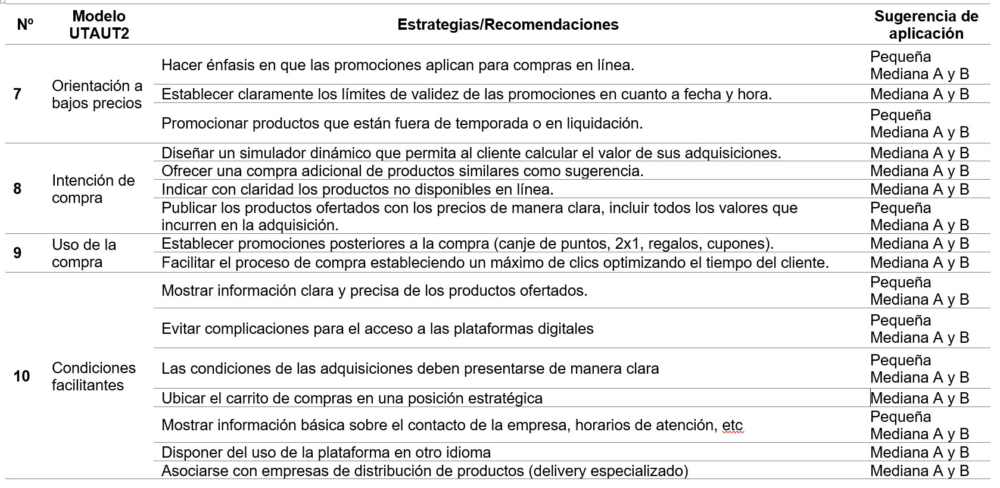 Nº
Modelo
UTAUT2
Estrategias/Recomendaciones
Sugerencia de
aplicación
7
Orientación a
bajos precios
Hacer énfasis en que las promociones aplican para compras en línea.
Pequeña
Mediana A y B
Establecer claramente los límites de validez de las promociones en cuanto a fecha y hora.
Mediana A y B
Promocionar productos que están fuera de temporada o en liquidación.
Pequeña
Mediana A y B
8
Intención de
compra
Diseñar un simulador dinámico que permita al cliente calcular el valor de sus adquisiciones.
Mediana A y B
Ofrecer una compra adicional de productos similares como sugerencia.
Mediana A y B
Indicar con claridad los productos no disponibles en línea.
Mediana A y B
Publicar los productos ofertados con los precios de manera clara, incluir todos los valores que
incurren en la adquisición.
Pequeña
Mediana A y B
9
Uso de la
compra
Establecer promociones posteriores a la compra (canje de puntos, 2x1, regalos, cupones).
Mediana A y B
Facilitar el proceso de compra estableciendo un máximo de clics optimizando el tiempo del cliente.
Mediana A y B
10
Condiciones
facilitantes
Mostrar información clara y precisa de los productos ofertados.
Pequeña
Mediana A y B
Evitar complicaciones para el acceso a las plataformas digitales
Pequeña
Mediana A y B
Las condiciones de las adquisiciones deben presentarse de manera clara
Pequeña
Mediana A y B
Ubicar el carrito de compras en una posición estratégica
Mediana A y B
Mostrar información básica sobre el contacto de la empresa, horarios de atención, etc
Pequeña
Mediana A y B
Disponer del uso de la plataforma en otro idioma
Mediana A y B
Asociarse con empresas de distribución de productos (delivery especializado)
Mediana A y B